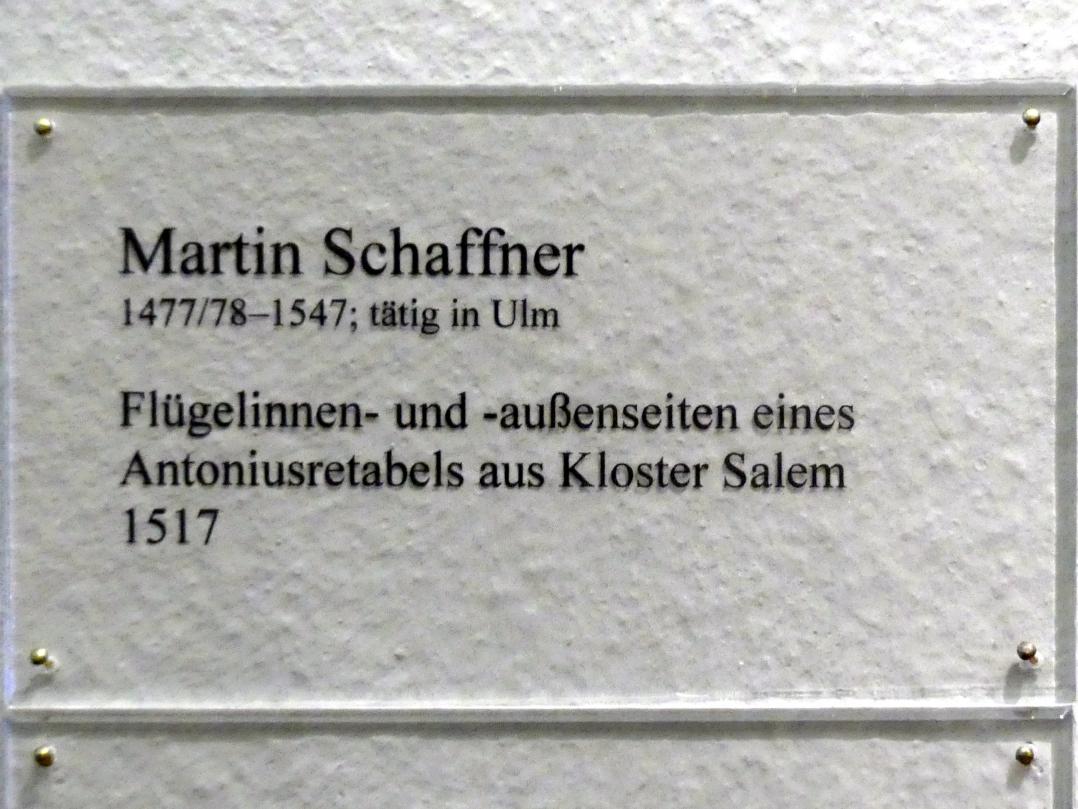 Martin Schaffner
1477/78–1547; tätig in Ulm
Flügelinnen- und -außenseiten eines
Antoniusretabels aus Kloster Salem
1517